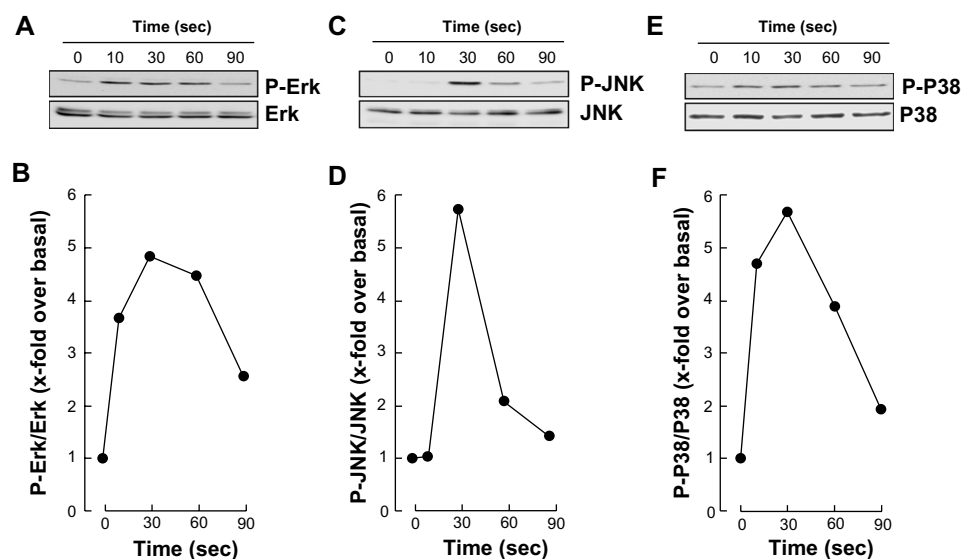 A
Time (sec)
0 10 30 60 90
P-Erk
Erk
C
Time (sec)
0 10 30 60 90
P-JNK
JNK
E
Time (sec)
0 10 30 60 90
P-P38
P38
B
P-Erk/Erk (x-fold over basal)
6
5
4
3
2
1
0
0 30 60 90
Time (sec)
D
P-JNK/JNK (x-fold over basal)
6
5
4
3
2
1
0
0 30 60 90
Time (sec)
F
P-P38/P38 (x-fold over basal)
6
5
4
3
2
1
0
0 30 60 90
Time (sec)